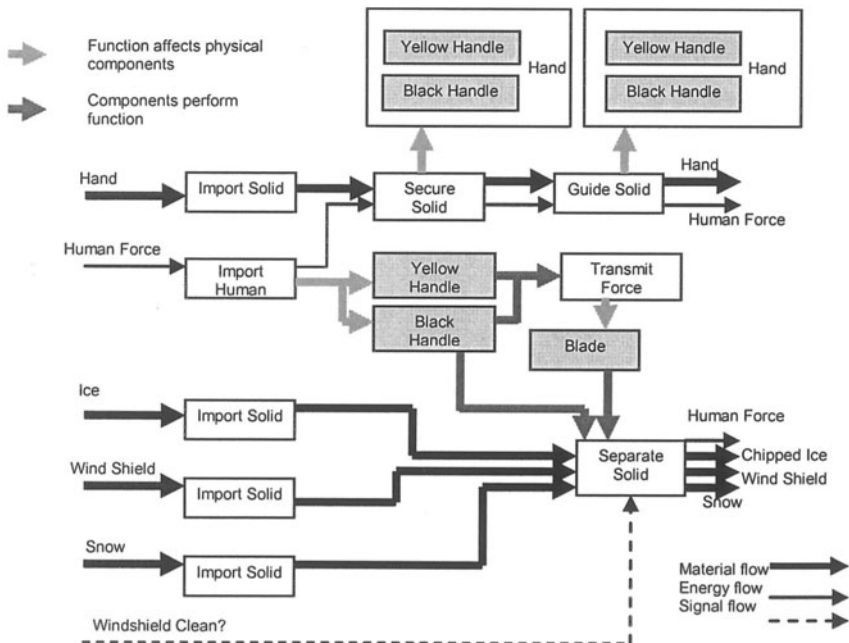 Function affects physical
components
Components perform
function
Yellow Handle
Hand
Black Handle
Yellow Handle
Hand
Black Handle
Hand
Import Solid
Secure
Solid
Guide Solid
Hand
Human Force
Human Force
Import
Human
Yellow
Handle
Black
Handle
Transmit
Force
Blade
Ice
Import Solid
Wind Shield
Import Solid
Snow
Import Solid
Separate
Solid
Human Force
Chipped Ice
Wind Shield
Snow
Material flow
Energy flow
Signal flow
Windshield Clean?